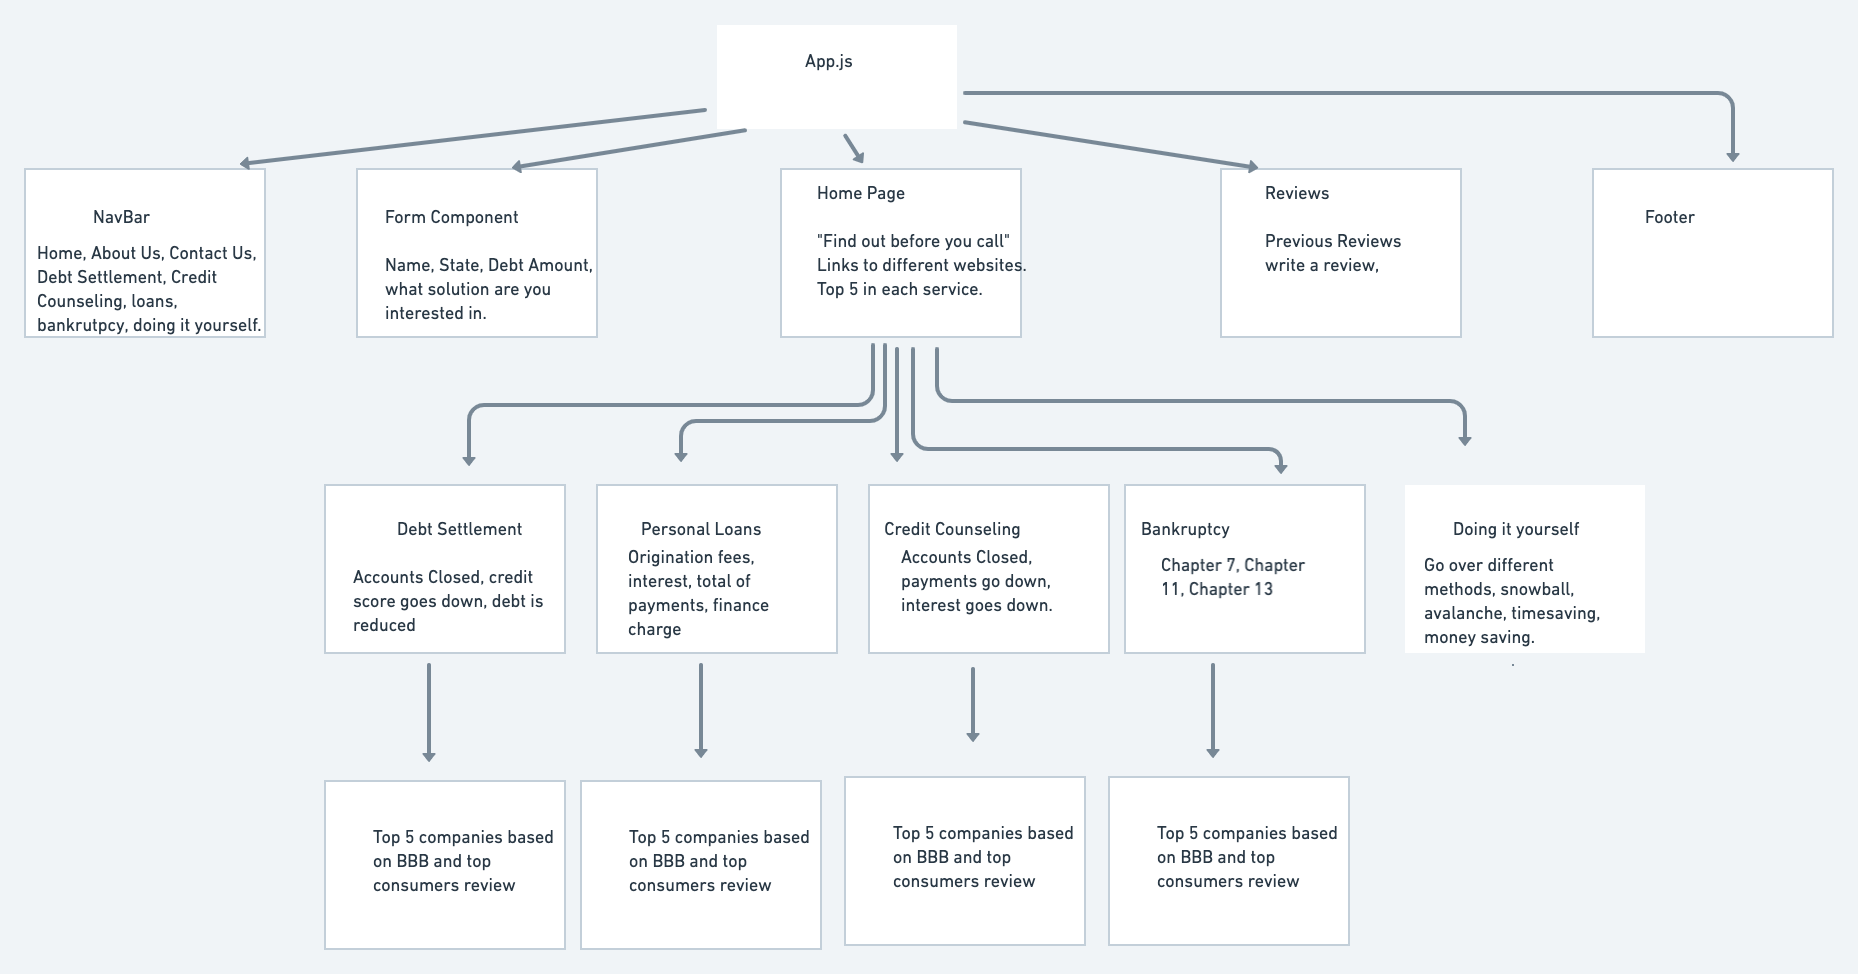 App.js
NavBar
Home, About Us, Contact Us,
Debt Settlement, Credit
Counseling, loans,
bankrutpcy, doing it yourself.
Form Component
Name, State, Debt Amount,
what solution are you
interested in.
Home Page
"Find out before you call"
Links to different websites.
Top 5 in each service.
Reviews
Previous Reviews
write a review,
Footer
Debt Settlement
Accounts Closed, credit
score goes down, debt is
reduced
Personal Loans
Origination fees,
interest, total of
payments, finance
charge
Credit Counseling
Accounts Closed,
payments go down,
interest goes down.
Bankruptcy
Chapter 7, Chapter
11, Chapter 13
Doing it yourself
Go over different
methods, snowball,
avalanche, timesaving,
money saving.
.
Top 5 companies based
on BBB and top
consumers review
Top 5 companies based
on BBB and top
consumers review
Top 5 companies based
on BBB and top
consumers review
Top 5 companies based
on BBB and top
consumers review